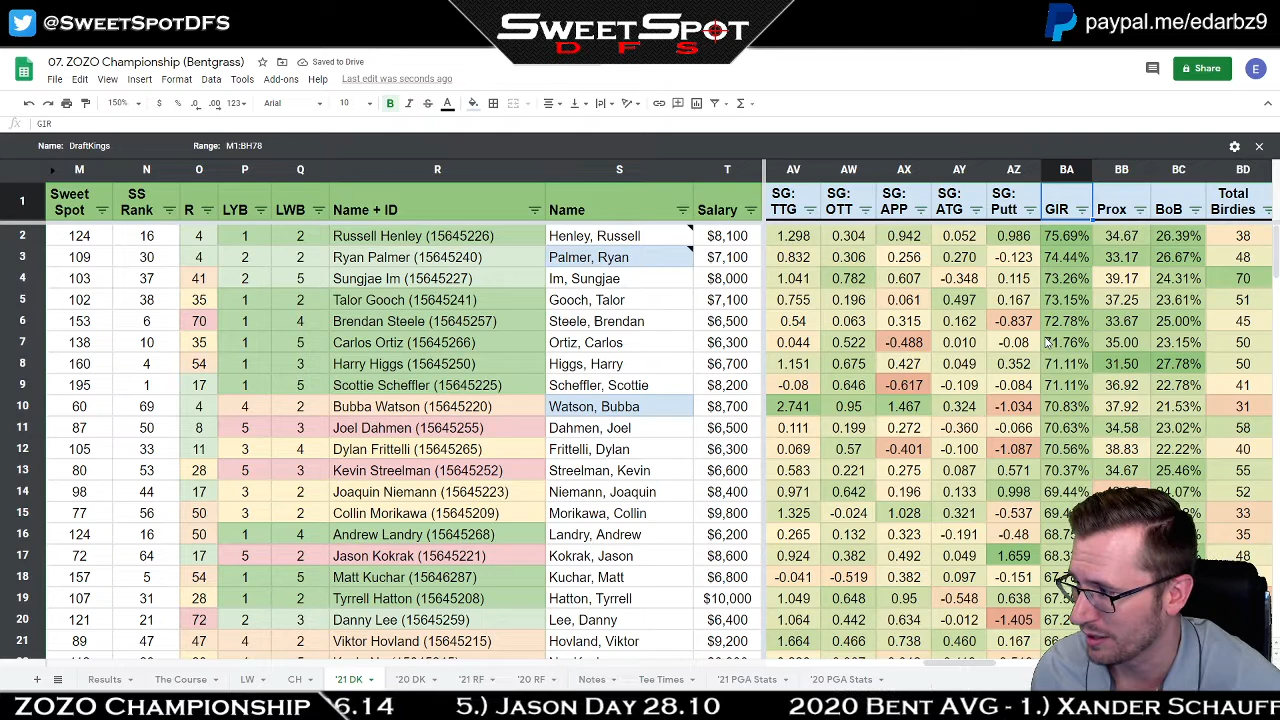 @SweetSpotDFS
SWEETSPOT
DFS
paypal.me/edarbz9
07. ZOZO Championship (Bentgrass)
Saved to Drive
File Edit View Insert Format Data Tools Add-ons Help Last edit was seconds ago
Share
E
150% $ % .0 .00 123 Arial 10 B I S A
fx GIR
Name: DraftKings Range: M1:BH78
M N O P Q R S T AV AW AX AY AZ BA BB BC BD
1 Sweet Spot SS Rank R LYB LWB Name + ID Name Salary SG: TTG SG: OTT SG: APP SG: ATG SG: Putt GIR Prox BoB Total Birdies
2 124 16 4 1 2 Russell Henley (15645226) Henley, Russell $8,100 1.298 0.304 0.942 0.052 0.986 75.69% 34.67 26.39% 38
3 109 30 4 2 2 Ryan Palmer (15645240) Palmer, Ryan $7,100 0.832 0.306 0.256 0.270 -0.123 74.44% 33.17 26.67% 48
4 103 37 41 2 5 Sungjae Im (15645227) Im, Sungjae $8,000 1.041 0.782 0.607 -0.348 0.115 73.26% 39.17 24.31% 70
5 102 38 35 1 2 Talor Gooch (15645241) Gooch, Talor $7,100 0.755 0.196 0.061 0.497 0.167 73.15% 37.25 23.61% 51
6 153 6 70 1 4 Brendan Steele (15645257) Steele, Brendan $6,500 0.54 0.063 0.315 0.162 -0.837 72.78% 33.67 25.00% 45
7 138 10 35 1 2 Carlos Ortiz (15645266) Ortiz, Carlos $6,300 0.044 0.522 -0.488 0.010 -0.08 71.76% 35.00 23.15% 50
8 160 4 54 1 3 Harry Higgs (15645250) Higgs, Harry $6,700 1.151 0.675 0.427 0.049 0.352 71.11% 31.50 27.78% 50
9 195 1 17 1 5 Scottie Scheffler (15645225) Scheffler, Scottie $8,200 -0.08 0.646 -0.617 -0.109 -0.084 71.11% 36.92 22.78% 41
10 60 69 4 4 2 Bubba Watson (15645220) Watson, Bubba $8,700 2.741 0.95 1.467 0.324 -1.034 70.83% 37.92 21.53% 31
11 87 50 8 5 3 Joel Dahmen (15645255) Dahmen, Joel $6,500 0.111 0.199 0.272 -0.360 -0.066 70.63% 34.58 23.02% 58
12 105 33 11 3 4 Dylan Frittelli (15645265) Frittelli, Dylan $6,300 0.069 0.57 -0.401 -0.100 -1.087 70.56% 38.83 22.22% 40
13 80 53 28 5 3 Kevin Streelman (15645252) Streelman, Kevin $6,600 0.583 0.221 0.275 0.087 0.571 70.37% 34.67 25.46% 55
14 98 44 17 3 2 Joaquin Niemann (15645223) Niemann, Joaquin $8,400 0.971 0.642 0.196 0.133 0.998 69.44% 52
15 77 56 50 3 2 Collin Morikawa (15645209) Morikawa, Collin $9,800 1.325 -0.024 1.028 0.321 -0.537 33
16 124 16 50 1 4 Andrew Landry (15645268) Landry, Andrew $6,200 0.265 0.132 0.323 -0.191 -0.48 35
17 72 64 17 5 2 Jason Kokrak (15645221) Kokrak, Jason $8,600 0.924 0.382 0.492 0.049 1.659 48
18 157 5 54 1 5 Matt Kuchar (15646287) Kuchar, Matt $6,800 -0.041 -0.519 0.382 0.097 -0.151
19 107 31 28 1 2 Tyrrell Hatton (15645208) Hatton, Tyrrell $10,000 1.049 0.648 0.948 -0.548 0.638
20 121 21 72 2 3 Danny Lee (15645259) Lee, Danny $6,400 1.064 0.442 0.634 -0.012 -1.405
21 89 47 47 4 2 Viktor Hovland (15645215) Hovland, Viktor $9,200 1.664 0.466 0.738 0.460 0.167
Results The Course LW CH '21 DK '20 DK '21 RF '20 RF Notes Tee Times '21 PGA Stats '20 PGA Stats
ZOZO CHAMPIONSHIP 6.14 5.) JASON DAY 28.10 2020 BENT AVG - 1.) XANDER SCHAUFF